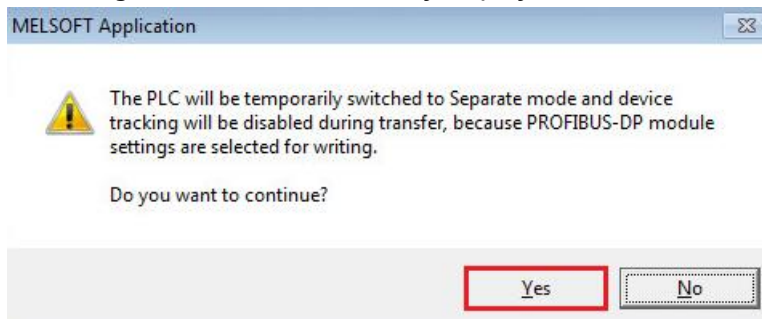 MELSOFT Application
The PLC will be temporarily switched to Separate mode and device
tracking will be disabled during transfer, because PROFIBUS-DP module
settings are selected for writing.
Do you want to continue?
Yes
No